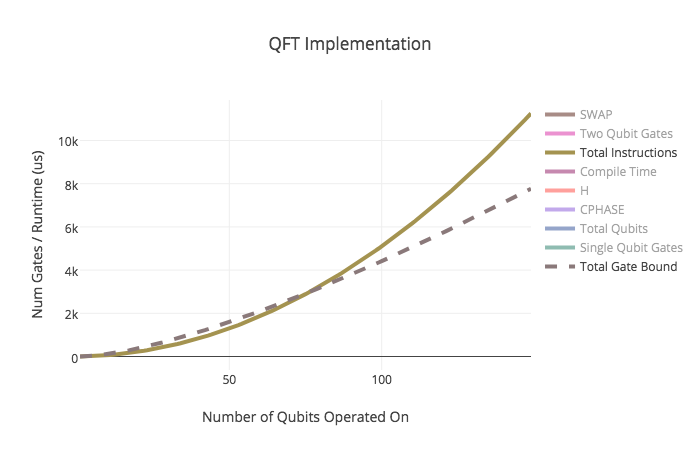 QFT Implementation
Num Gates / Runtime (us)
10k
8k
6k
4k
2k
0
50
100
Number of Qubits Operated On
SWAP
Two Qubit Gates
Total Instructions
Compile Time
H
CPHASE
Total Qubits
Single Qubit Gates
Total Gate Bound